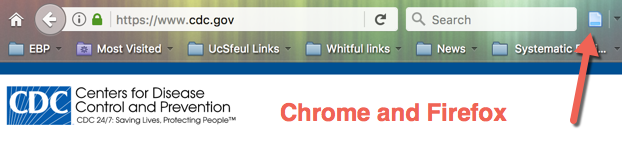 https://www.cdc.gov Search
EBP Most Visited UcSfeul Links Whitful links News Systematic
CDC Centers for Disease
Control and Prevention
CDC 24/7: Saving Lives, Protecting People™
Chrome and Firefox